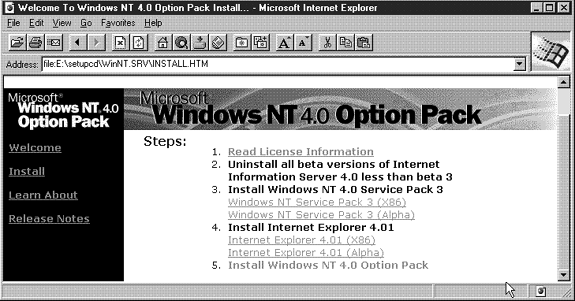 Welcome To Windows NT 4.0 Option Pack Install... - Microsoft Internet Explorer
File Edit View Go Favorites Help
Address: file:E:\setupcd\WinNT.SRV\INSTALL.HTM
Microsoft®
Windows NT 4.0
Option Pack
Microsoft®
Windows NT 4.0 Option Pack
Welcome
Install
Learn About
Release Notes
Steps:
1. Read License Information
2. Uninstall all beta versions of Internet
Information Server 4.0 less than beta 3
3. Install Windows NT 4.0 Service Pack 3
Windows NT Service Pack 3 (X86)
Windows NT Service Pack 3 (Alpha)
4. Install Internet Explorer 4.01
Internet Explorer 4.01 (X86)
Internet Explorer 4.01 (Alpha)
5. Install Windows NT 4.0 Option Pack